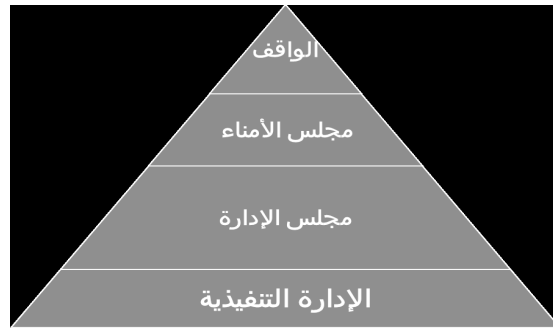 الواقف
مجلس الأمناء
مجلس الإدارة
الإدارة التنفيذية